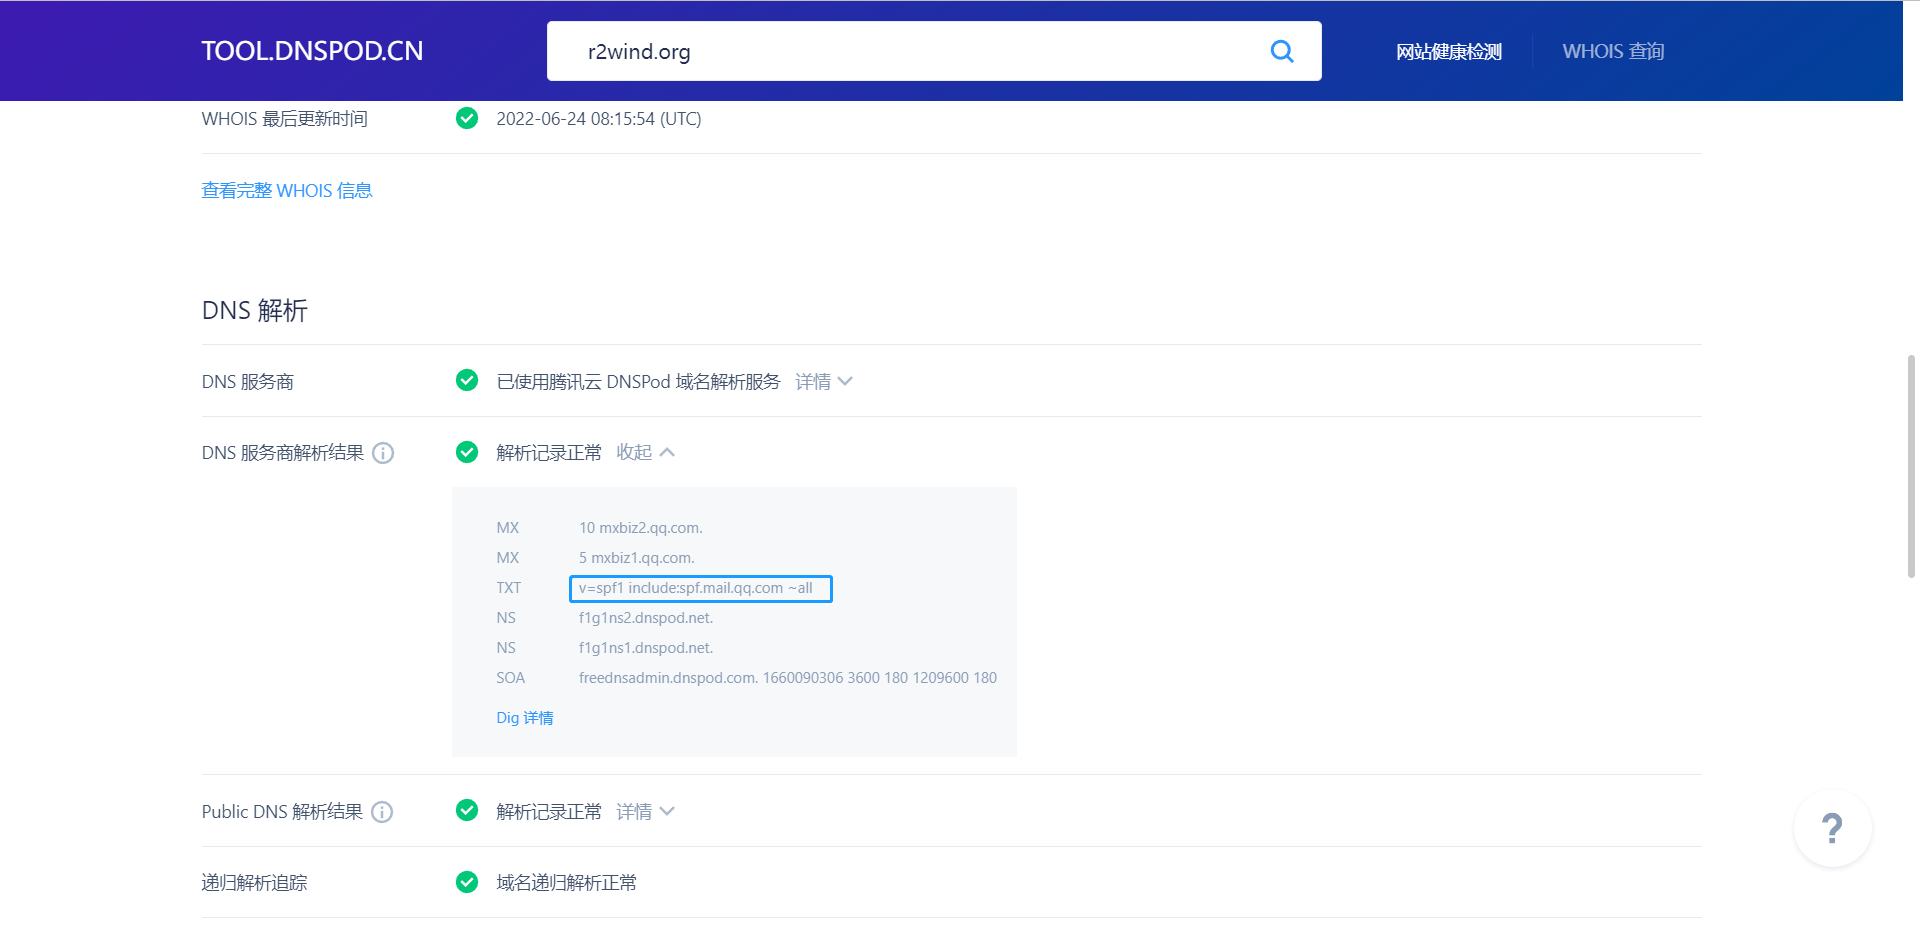 TOOL.DNSPOD.CN r2wind.org 网站健康检测 WHOIS 查询
WHOIS 最后更新时间 2022-06-24 08:15:54 (UTC)
查看完整 WHOIS 信息
DNS 解析
DNS 服务商 已使用腾讯云 DNSPod 域名解析服务 详情
DNS 服务商解析结果 解析记录正常 收起
MX 10 mxbiz2.qq.com.
MX 5 mxbiz1.qq.com.
TXT v=spf1 include:spf.mail.qq.com ~all
NS f1g1ns2.dnspod.net.
NS f1g1ns1.dnspod.net.
SOA freednsadmin.dnspod.com. 1660090306 3600 180 1209600 180
Dig 详情
Public DNS 解析结果 解析记录正常 详情
?
递归解析追踪 域名递归解析正常